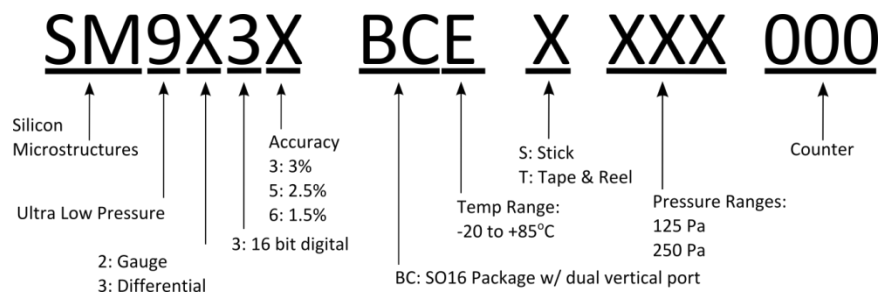 SM9X3X BCE X XXX 000
Silicon
Microstructures
Accuracy
3: 3%
5: 2.5%
6: 1.5%
S: Stick
T: Tape & Reel
Counter
Ultra Low Pressure
Temp Range:
-20 to +85°C
Pressure Ranges:
125 Pa
250 Pa
3: 16 bit digital
2: Gauge
3: Differential
BC: SO16 Package w/ dual vertical port